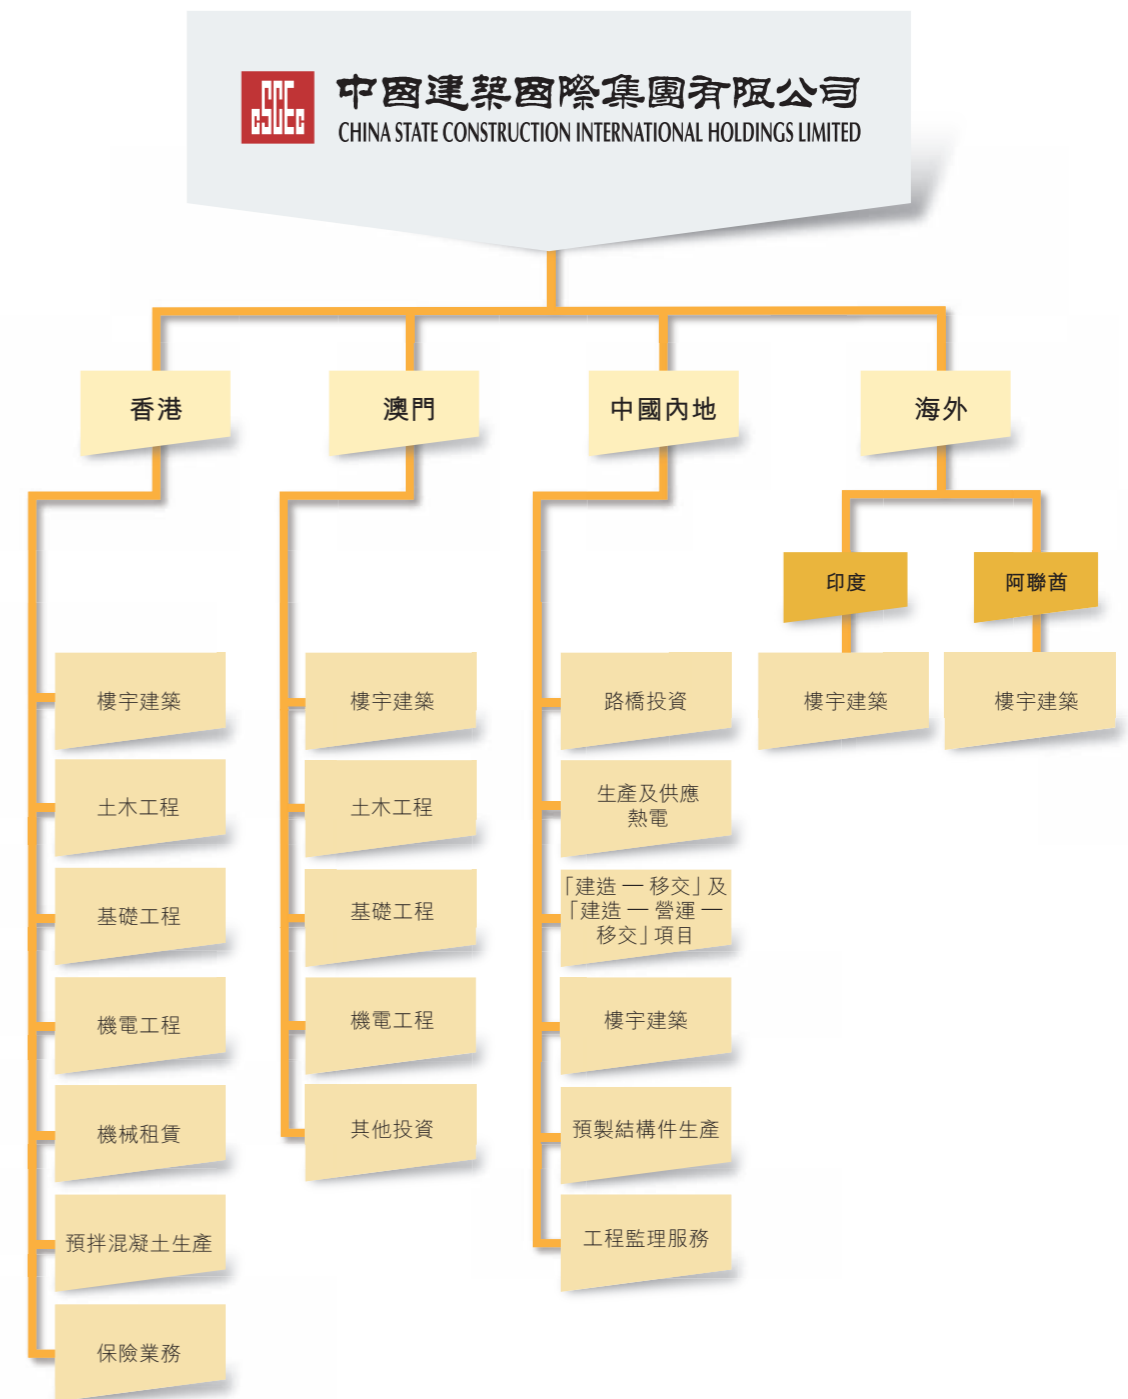 CSCEC
中國建築國際集團有限公司
CHINA STATE CONSTRUCTION INTERNATIONAL HOLDINGS LIMITED
香港
澳門
中國內地
海外
印度
阿聯酋
樓宇建築
土木工程
基礎工程
機電工程
機械租賃
預拌混凝土生產
保險業務
樓宇建築
土木工程
基礎工程
機電工程
其他投資
路橋投資
生產及供應
熱電
「建造 一 移交」及
「建造 一 營運 一
移交」項目
樓宇建築
預製結構件生產
工程監理服務
樓宇建築
樓宇建築